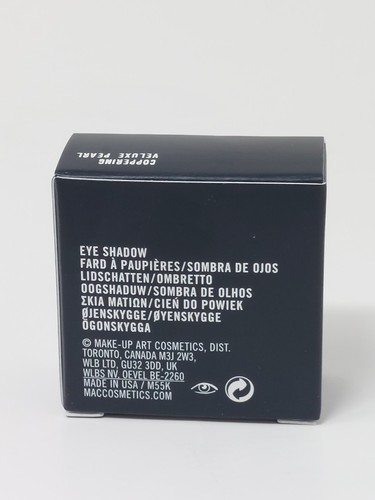 COPPERING
VELUXE PEARL
EYE SHADOW
FARD À PAUPIÈRES/SOMBRA DE OJOS
LIDSCHATTEN/OMBRETTO
OOGSHADUW/SOMBRA DE OLHOS
ΣΚΙΑ ΜΑΤΙΩΝ/CIEŃ DO POWIEK
ØJENSKYGGE/ØYENSKYGGE
ÖGONSKYGGA
© MAKE-UP ART COSMETICS, DIST.
TORONTO, CANADA M3J 2W3,
WLB LTD, GU32 3DD, UK
WLBS NV. OEVEL BE-2260
MADE IN USA / M55K
MACCOSMETICS.COM